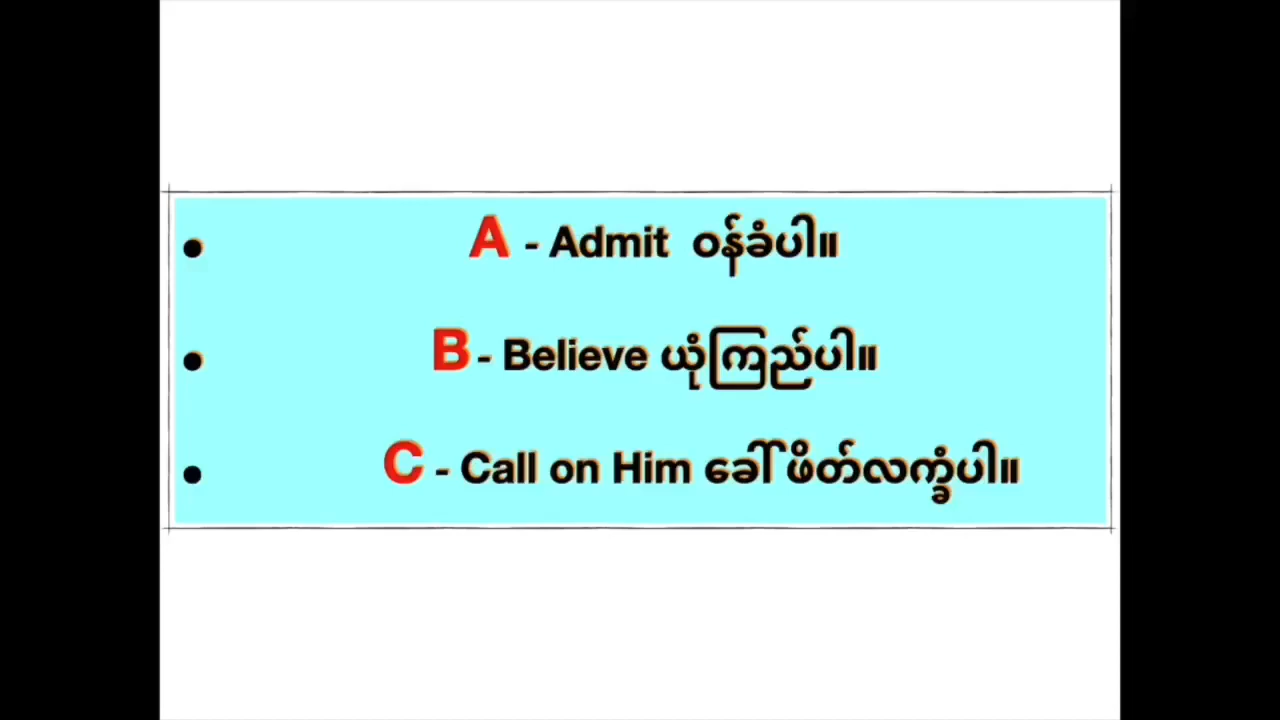 • A - Admit ဝန်ခံပါ။
• B - Believe ယုံကြည်ပါ။
• C - Call on Him ခေါ်ဖိတ်လက္ခံပါ။